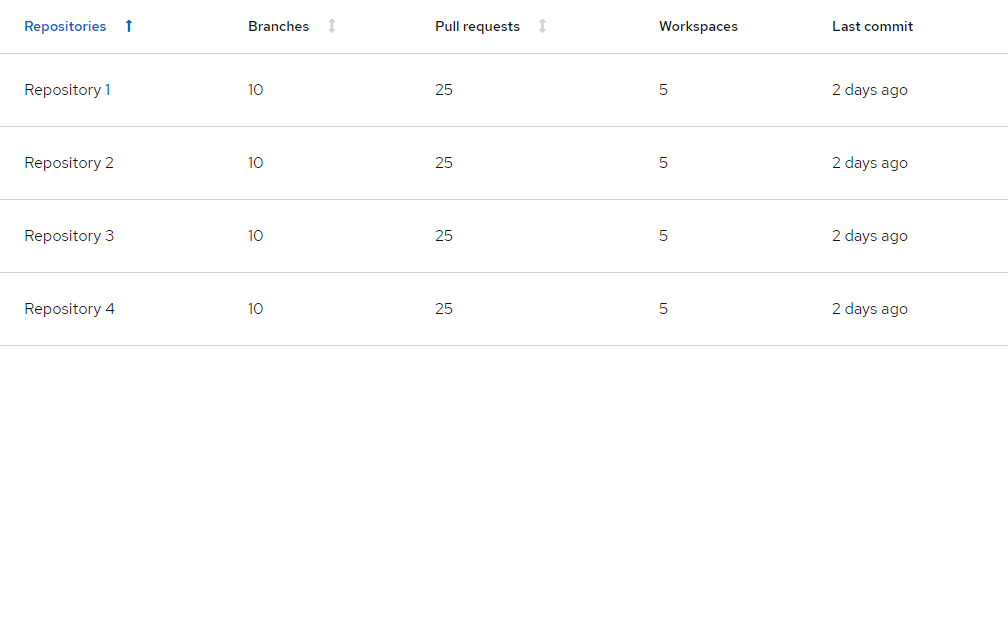 Repositories Branches Pull requests Workspaces Last commit
Repository 1 10 25 5 2 days ago
Repository 2 10 25 5 2 days ago
Repository 3 10 25 5 2 days ago
Repository 4 10 25 5 2 days ago